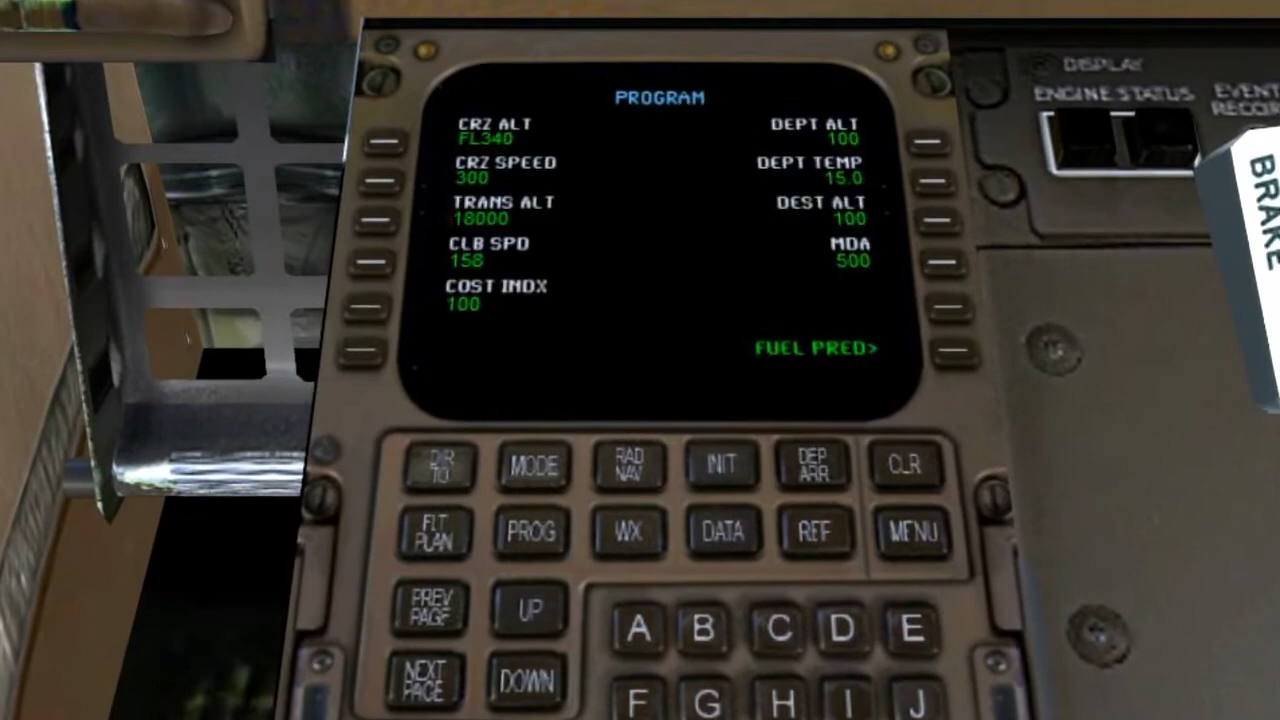 PROGRAM
CRZ ALT
FL340
CRZ SPEED
300
TRANS ALT
18000
CLB SPD
158
COST INDX
100
DEPT ALT
100
DEPT TEMP
15.0
DEST ALT
100
MDA
500
FUEL PRED>
DISPLAY
ENGINE STATUS
EVENT
BRAKE
DIR TO
MODE
RAD NAV
INIT
DEP ARR
CLR
FLT PLAN
PROG
WX
DATA
REF
MENU
PREV PAGE
UP
NEXT PAGE
DOWN
A B C D E
F G H I J